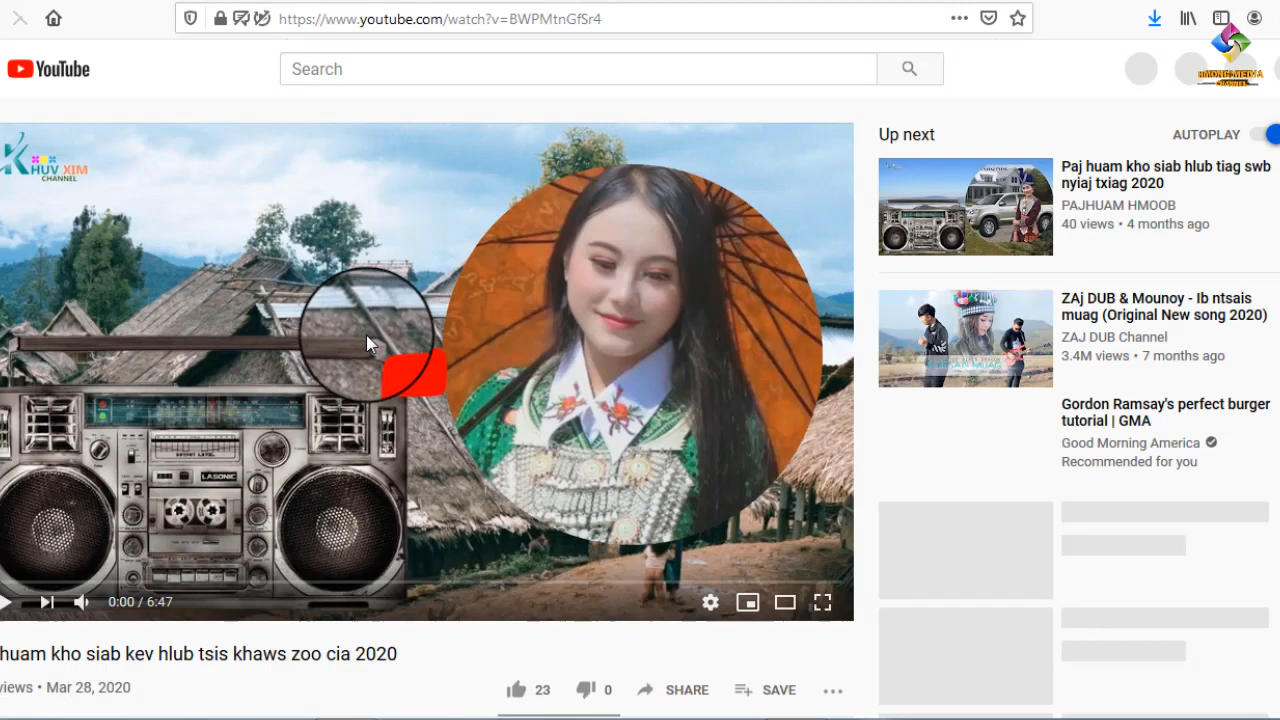 https://www.youtube.com/watch?v=BWPMtnGfSr4
HMONG MEDIA
CHANNEL
YouTube
Search
KHUV XIM
CHANNEL
LASONIC
0:00 / 6:47
huam kho siab kev hlub tsis khaws zoo cia 2020
views • Mar 28, 2020
23
0
SHARE
SAVE
Up next
AUTOPLAY
Paj huam kho siab hlub tiag swb
nyiaj txiag 2020
PAJHUAM HMOOB
40 views • 4 months ago
ZAj DUB & Mounoy - Ib ntsais
muag (Original New song 2020)
ZAJ DUB Channel
3.4M views • 7 months ago
Gordon Ramsay's perfect burger
tutorial | GMA
Good Morning America
Recommended for you